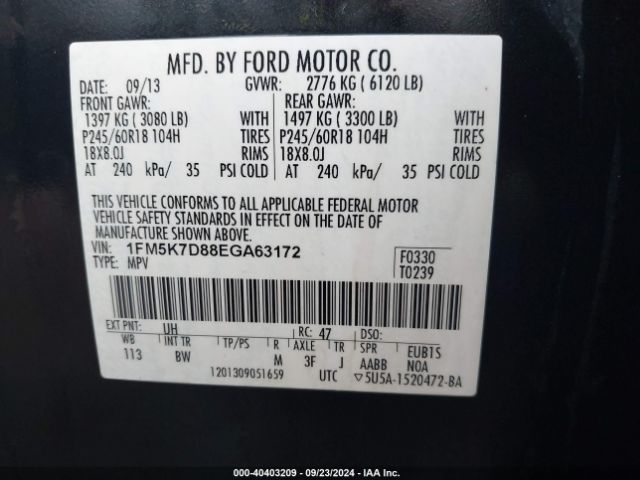 MFD. BY FORD MOTOR CO.
DATE: 09/13 GVWR: 2776 KG ( 6120 LB)
FRONT GAWR: REAR GAWR:
1397 KG ( 3080 LB) WITH 1497 KG ( 3300 LB) WITH
P245/60R18 104H TIRES P245/60R18 104H TIRES
18X8.0J RIMS 18X8.0J RIMS
AT 240 kPa/ 35 PSI COLD AT 240 kPa/ 35 PSI COLD
THIS VEHICLE CONFORMS TO ALL APPLICABLE FEDERAL MOTOR
VEHICLE SAFETY STANDARDS IN EFFECT ON THE DATE OF
MANUFACTURE SHOWN ABOVE.
VIN: 1FM5K7D88EGA63172 F0330
TYPE: MPV T0239
EXT PNT: UH RC: 47 DSO:
WB INT TR TP/PS R AXLE TR SPR EUB1S
113 BW M 3F J AABB N0A
1201309051659 UTC ▽5U5A-1520472-BA
000-40403209 - 09/23/2024 - IAA Inc.